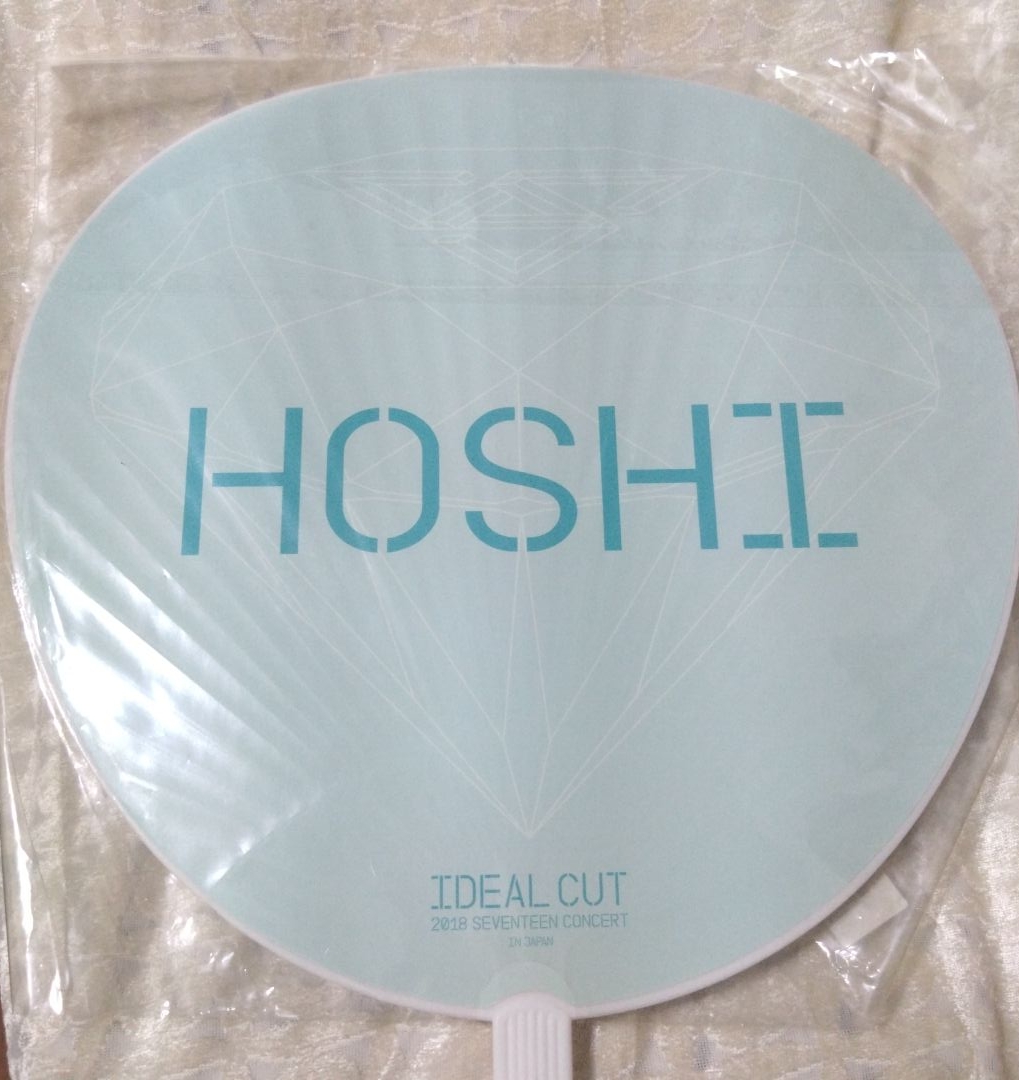 HOSHI
IDEAL CUT
2018 SEVENTEEN CONCERT
IN JAPAN